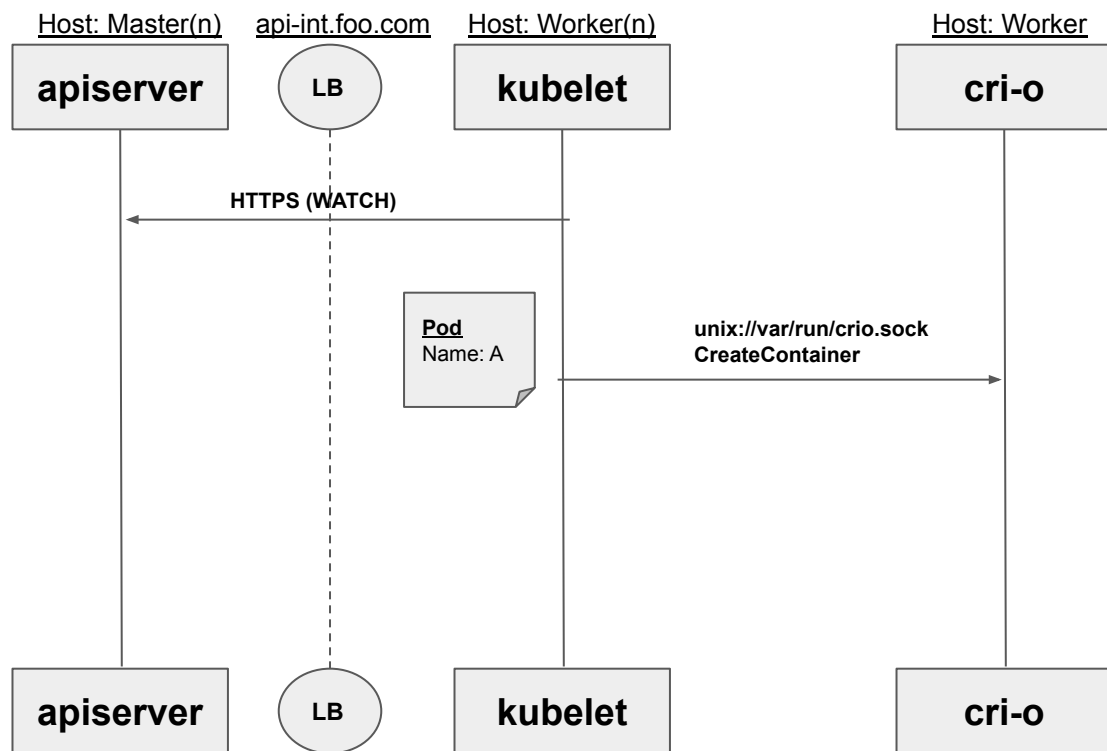 Host: Master(n)
api-int.foo.com
Host: Worker(n)
Host: Worker
apiserver
LB
kubelet
cri-o
HTTPS (WATCH)
Pod
Name: A
unix://var/run/crio.sock
CreateContainer
apiserver
LB
kubelet
cri-o